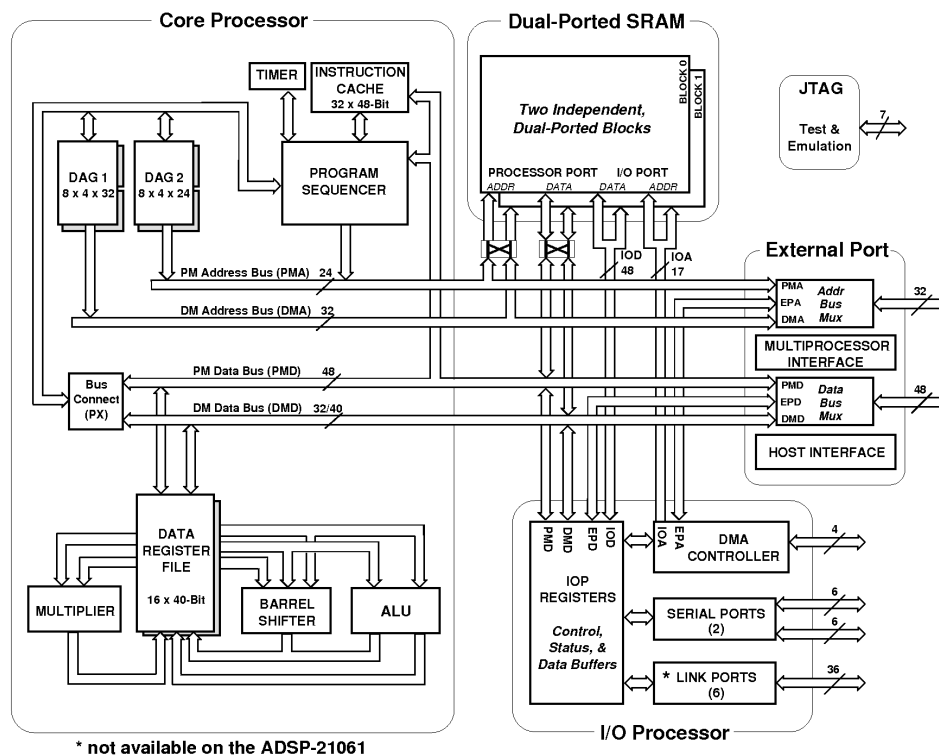 Core Processor
Dual-Ported SRAM
TIMER
INSTRUCTION
CACHE
32 x 48-Bit
BLOCK 0
BLOCK 1
Two Independent,
Dual-Ported Blocks
JTAG
Test &
Emulation
7
DAG 1
8 x 4 x 32
DAG 2
8 x 4 x 24
PROGRAM
SEQUENCER
PROCESSOR PORT
I/O PORT
ADDR
DATA
DATA
ADDR
IOD
48
IOA
17
External Port
PM Address Bus (PMA)
24
DM Address Bus (DMA)
32
PMA
EPA
DMA
Addr
Bus
Mux
32
MULTIPROCESSOR
INTERFACE
Bus
Connect
(PX)
PM Data Bus (PMD)
48
DM Data Bus (DMD)
32/40
PMD
EPD
DMD
Data
Bus
Mux
48
HOST INTERFACE
DATA
REGISTER
FILE
16 x 40-Bit
MULTIPLIER
BARREL
SHIFTER
ALU
PMD
DMD
EPD
IOD
IOP
REGISTERS
Control,
Status, &
Data Buffers
IOA
EPA
DMA
CONTROLLER
4
SERIAL PORTS
(2)
6
6
* LINK PORTS
(6)
36
I/O Processor
* not available on the ADSP-21061